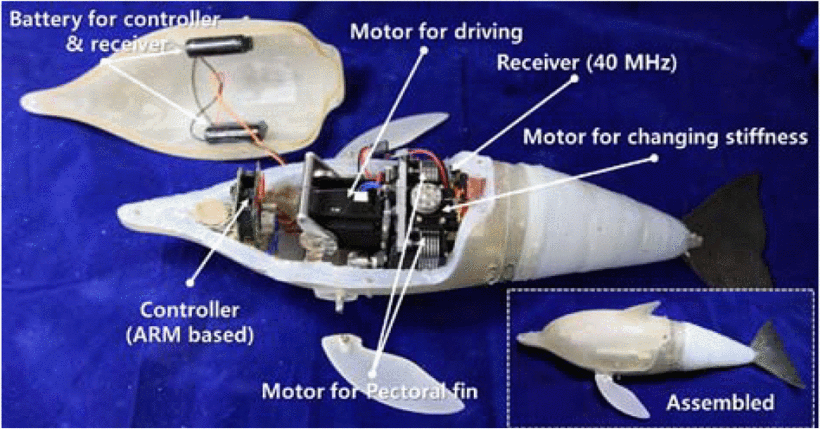 Battery for controller
& receiver
Motor for driving
Receiver (40 MHz)
Motor for changing stiffness
Controller
(ARM based)
Motor for Pectoral fin
Assembled